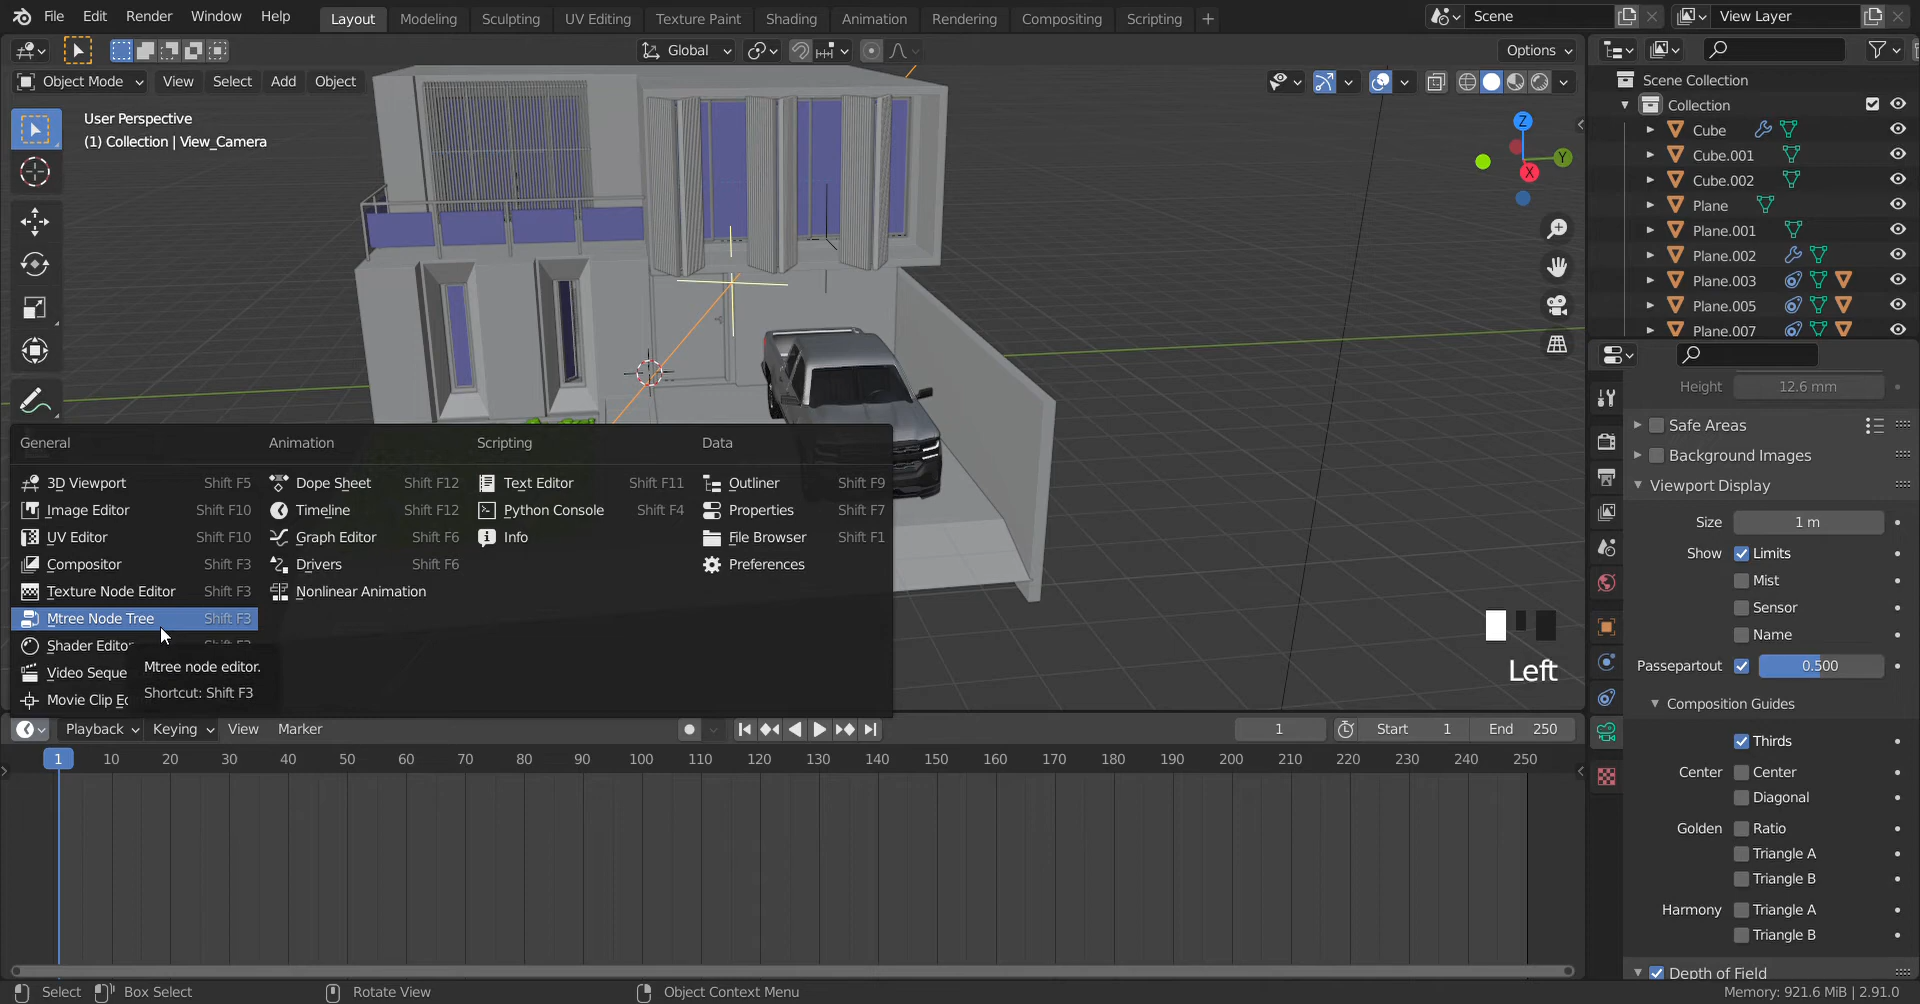 File Edit Render Window Help Layout Modeling Sculpting UV Editing Texture Paint Shading Animation Rendering Compositing Scripting + Scene View Layer
Global Options
Object Mode View Select Add Object
User Perspective
(1) Collection | View_Camera
Z
Y
X
Scene Collection
Collection
Cube
Cube.001
Cube.002
Plane
Plane.001
Plane.002
Plane.003
Plane.005
Plane.007
General Animation Scripting Data
3D Viewport Shift F5 Dope Sheet Shift F12 Text Editor Shift F11 Outliner Shift F9
Image Editor Shift F10 Timeline Shift F12 Python Console Shift F4 Properties Shift F7
UV Editor Shift F10 Graph Editor Shift F6 Info File Browser Shift F1
Compositor Shift F3 Drivers Shift F6 Preferences
Texture Node Editor Shift F3 Nonlinear Animation
Mtree Node Tree Shift F3
Shader Editor
Video Seque
Movie Clip
Mtree node editor.
Shortcut: Shift F3
Left
Height 12.6 mm
Safe Areas
Background Images
Viewport Display
Size 1 m
Show Limits
Mist
Sensor
Name
Passepartout 0.500
Composition Guides
Thirds
Center Center
Diagonal
Golden Ratio
Triangle A
Triangle B
Harmony Triangle A
Triangle B
Depth of Field
Playback Keying View Marker 1 Start 1 End 250
1 10 20 30 40 50 60 70 80 90 100 110 120 130 140 150 160 170 180 190 200 210 220 230 240 250
Select Box Select Rotate View Object Context Menu Memory: 921.6 MiB | 2.91.0